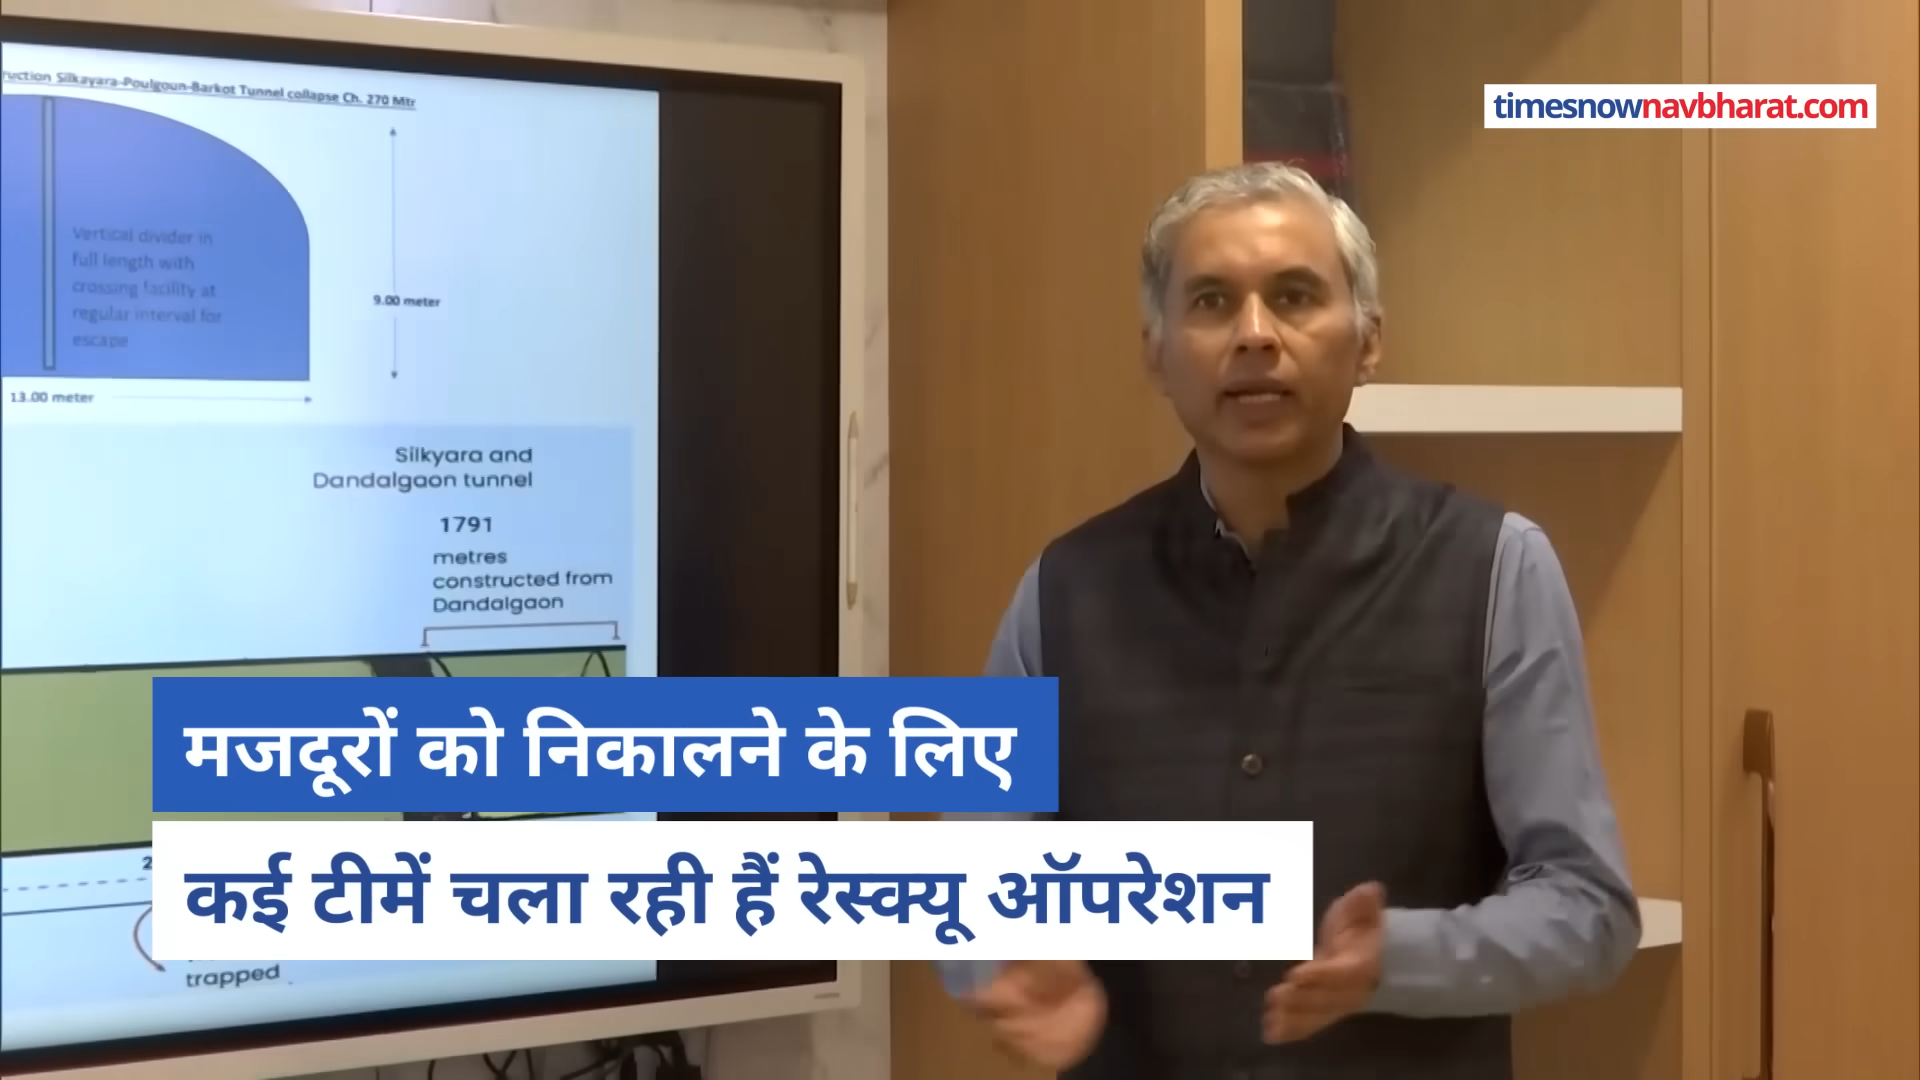 Silkayara-Poulgoun-Barkot Tunnel collapse Ch. 270 Mtr
timesnownavbharat.com
Vertical divider in
full length with
crossing facility at
regular interval for
escape
9.00 meter
13.00 meter
Silkyara and
Dandalgaon tunnel
1791
metres
constructed from
Dandalgaon
मजदूरों को निकालने के लिए
कई टीमें चला रही हैं रेस्क्यू ऑपरेशन
trapped